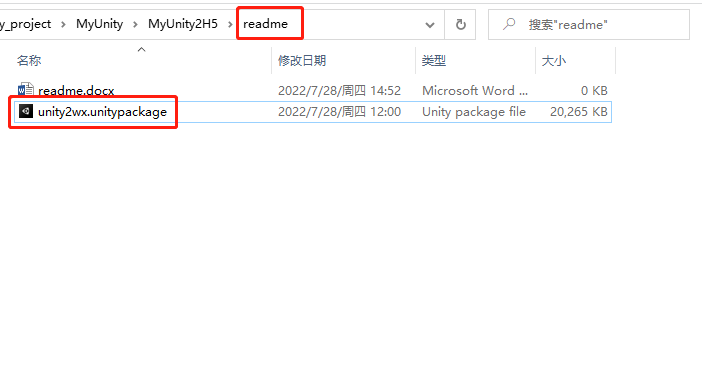 y_project > MyUnity > MyUnity2H5 > readme 搜索"readme"
名称 修改日期 类型 大小
readme.docx 2022/7/28/周四 14:52 Microsoft Word ... 0 KB
unity2wx.unitypackage 2022/7/28/周四 12:00 Unity package file 20,265 KB